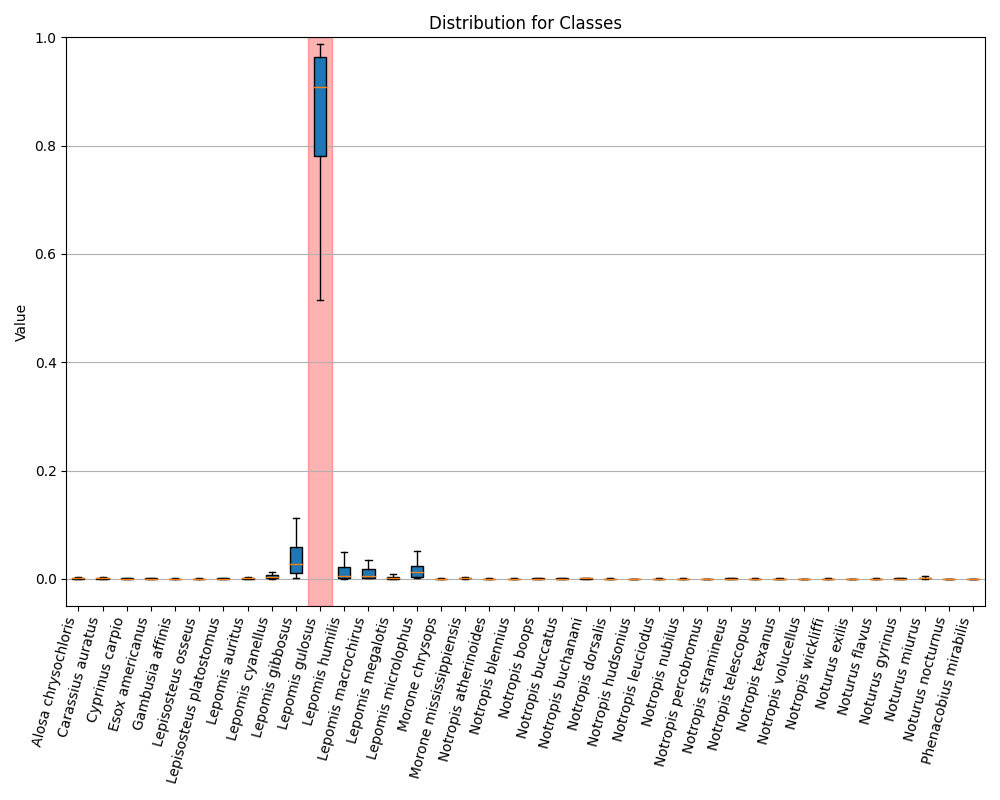 Distribution for Classes
Value
1.0
0.8
0.6
0.4
0.2
0.0
Alosa chrysochloris
Carassius auratus
Cyprinus carpio
Esox americanus
Gambusia affinis
Lepisosteus osseus
Lepisosteus platostomus
Lepomis auritus
Lepomis cyanellus
Lepomis gibbosus
Lepomis gulosus
Lepomis humilis
Lepomis macrochirus
Lepomis megalotis
Lepomis microlophus
Morone chrysops
Morone mississippiensis
Notropis atherinoides
Notropis blennius
Notropis boops
Notropis buccatus
Notropis buchanani
Notropis dorsalis
Notropis hudsonius
Notropis leuciodus
Notropis nubilus
Notropis percobromus
Notropis stramineus
Notropis telescopus
Notropis texanus
Notropis volucellus
Notropis wickliffi
Noturus exilis
Noturus flavus
Noturus gyrinus
Noturus miurus
Noturus nocturnus
Phenacobius mirabilis